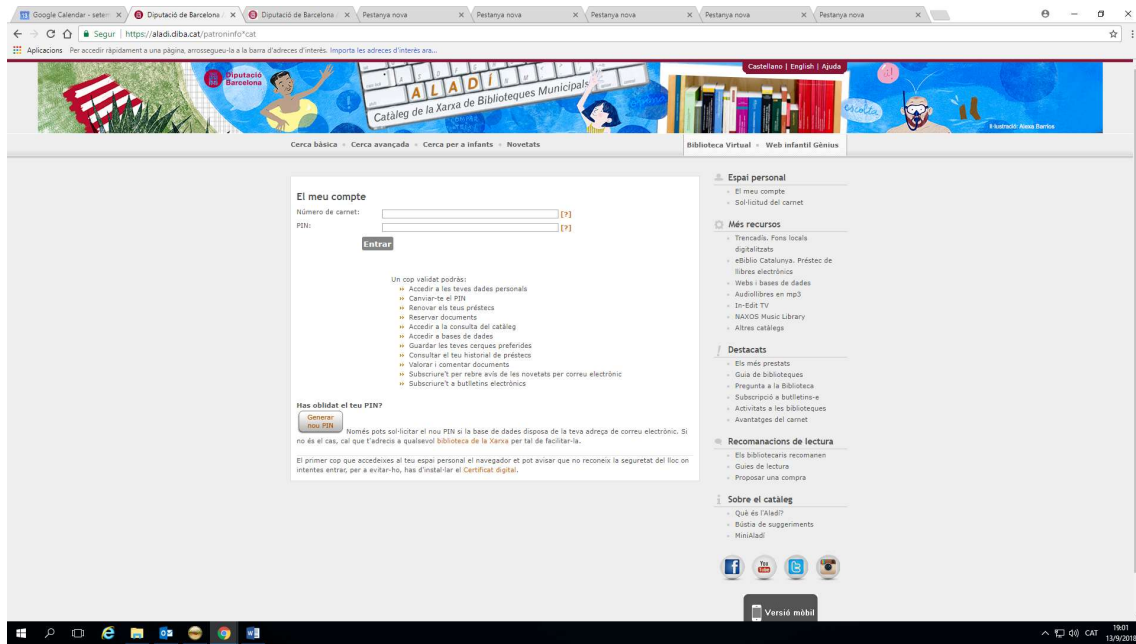 Google Calendar - setem
Diputació de Barcelona
Diputació de Barcelona
Pestanya nova
Pestanya nova
Pestanya nova
Pestanya nova
Pestanya nova
Segur | https://aladi.diba.cat/patroninfo*cat
Aplicacions Per accedir ràpidament a una pàgina, arrossegueu-la a la barra d'adreces d'interès. Importa les adreces d'interès ara...
Castellano | English | Ajuda
Diputació
Barcelona
ALADÍ
Catàleg de la Xarxa de Biblioteques Municipals
escolta
Il·lustració: Alexa Barrios
Cerca bàsica Cerca avançada Cerca per a infants Novetats
Biblioteca Virtual Web infantil Gènius
El meu compte
Número de carnet: [?]
PIN: [?]
Entrar
Un cop validat podràs:
Accedir a les teves dades personals
Canviar-te el PIN
Renovar els teus préstecs
Reservar documents
Accedir a la consulta del catàleg
Accedir a bases de dades
Guardar les teves cerques preferides
Consultar el teu historial de préstecs
Valorar i comentar documents
Subscriure't per rebre avís de les novetats per correu electrònic
Subscriure't a butlletins electrònics
Has oblidat el teu PIN?
Generar
nou PIN
Només pots sol·licitar el nou PIN si la base de dades disposa de la teva adreça de correu electrònic. Si
no és el cas, cal que t'adrecis a qualsevol biblioteca de la Xarxa per tal de facilitar-la.
El primer cop que accedeixes al teu espai personal el navegador et pot avisar que no reconeix la seguretat del lloc on
intentes entrar, per a evitar-ho, has d'instal·lar el Certificat digital.
Espai personal
El meu compte
Sol·licitud del carnet
Més recursos
Trencadís. Fons locals
digitalitzats
eBiblio Catalunya. Préstec de
llibres electrònics
Webs i bases de dades
Audiollibres en mp3
In-Edit TV
NAXOS Music Library
Altres catàlegs
Destacats
Els més prestats
Guia de biblioteques
Pregunta a la Biblioteca
Subscripció a butlletins-e
Activitats a les biblioteques
Avantatges del carnet
Recomanacions de lectura
Els bibliotecaris recomanen
Guies de lectura
Proposar una compra
Sobre el catàleg
Què és l'Aladí?
Bústia de suggeriments
MiniAladí
You
Tube
Versió mòbil
CAT
19:01
13/9/2018